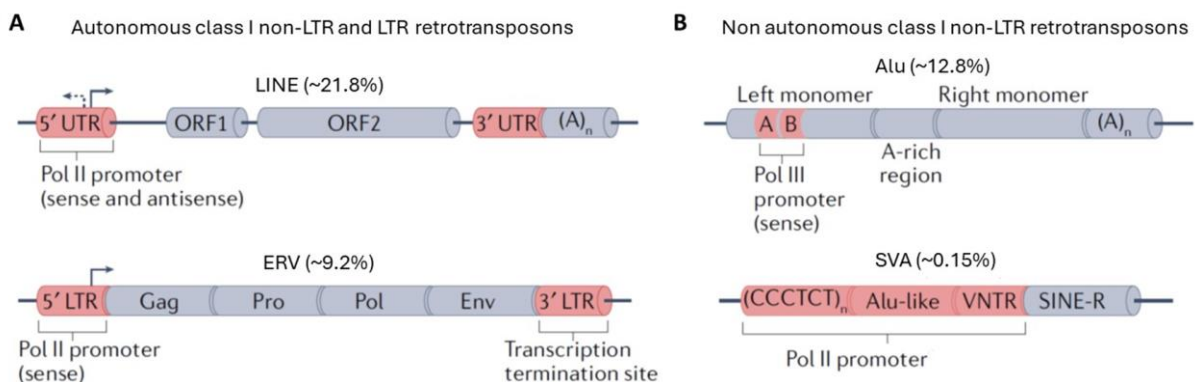 A
Autonomous class I non-LTR and LTR retrotransposons
LINE (~21.8%)
5′ UTR
ORF1
ORF2
3′ UTR
(A)n
Pol II promoter
(sense and antisense)
ERV (~9.2%)
5′ LTR
Gag
Pro
Pol
Env
3′ LTR
Pol II promoter
(sense)
Transcription
termination site
B
Non autonomous class I non-LTR retrotransposons
Alu (~12.8%)
Left monomer
Right monomer
A
B
(A)n
A-rich
region
Pol III
promoter
(sense)
SVA (~0.15%)
(CCCTCT)n
Alu-like
VNTR
SINE-R
Pol II promoter